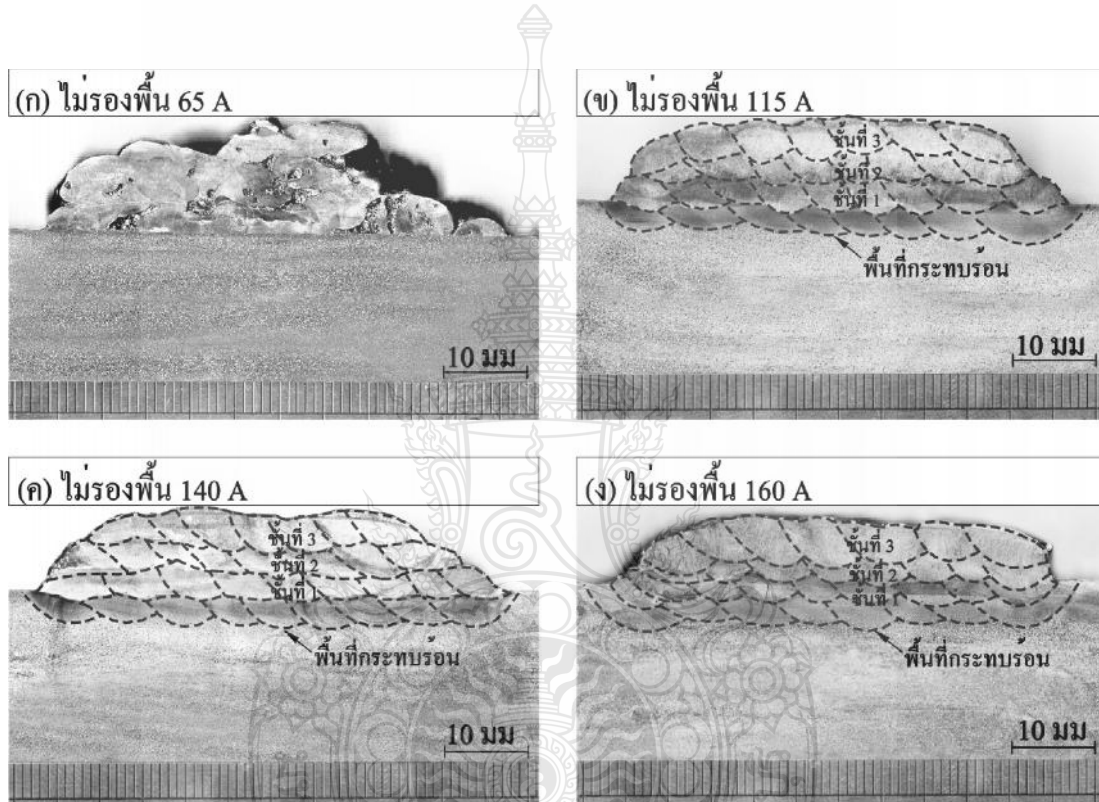 (ก) ไม่รองพื้น 65 A
10 มม
(ข) ไม่รองพื้น 115 A
ชั้นที่ 3
ชั้นที่ 2
ชั้นที่ 1
พื้นที่กระทบร้อน
10 มม
(ค) ไม่รองพื้น 140 A
ชั้นที่ 3
ชั้นที่ 2
ชั้นที่ 1
พื้นที่กระทบร้อน
10 มม
(ง) ไม่รองพื้น 160 A
ชั้นที่ 3
ชั้นที่ 2
ชั้นที่ 1
พื้นที่กระทบร้อน
10 มม